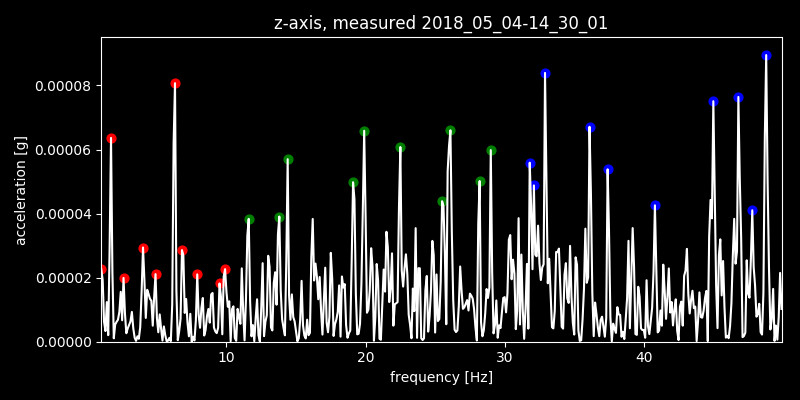 z-axis, measured 2018_05_04-14_30_01
acceleration [g]
0.00008
0.00006
0.00004
0.00002
0.00000
10 20 30 40
frequency [Hz]